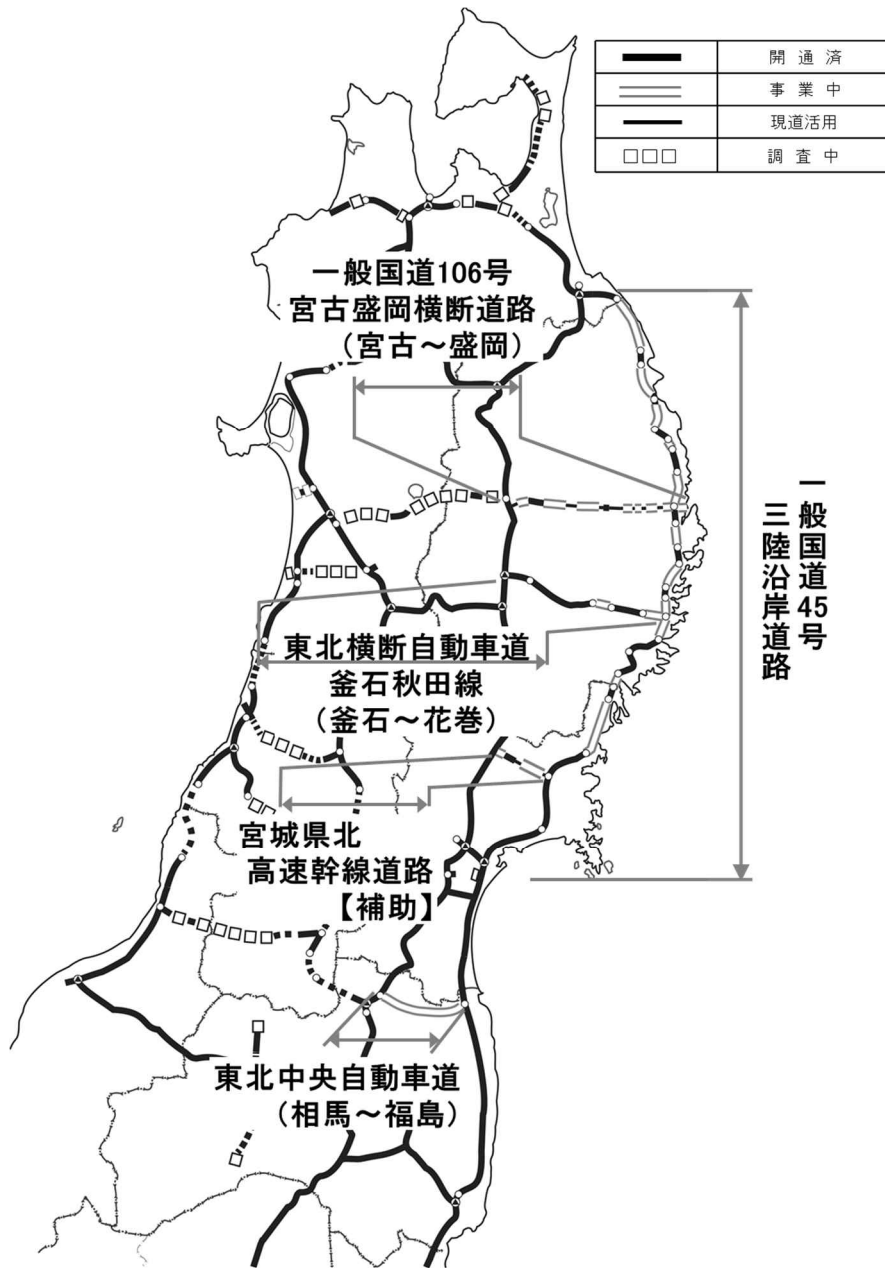 開通済
事業中
現道活用
調査中
一般国道106号
宮古盛岡横断道路
（宮古～盛岡）
一般国道45号
三陸沿岸道路
東北横断自動車道
釜石秋田線
（釜石～花巻）
宮城県北
高速幹線道路
【補助】
東北中央自動車道
（相馬～福島）